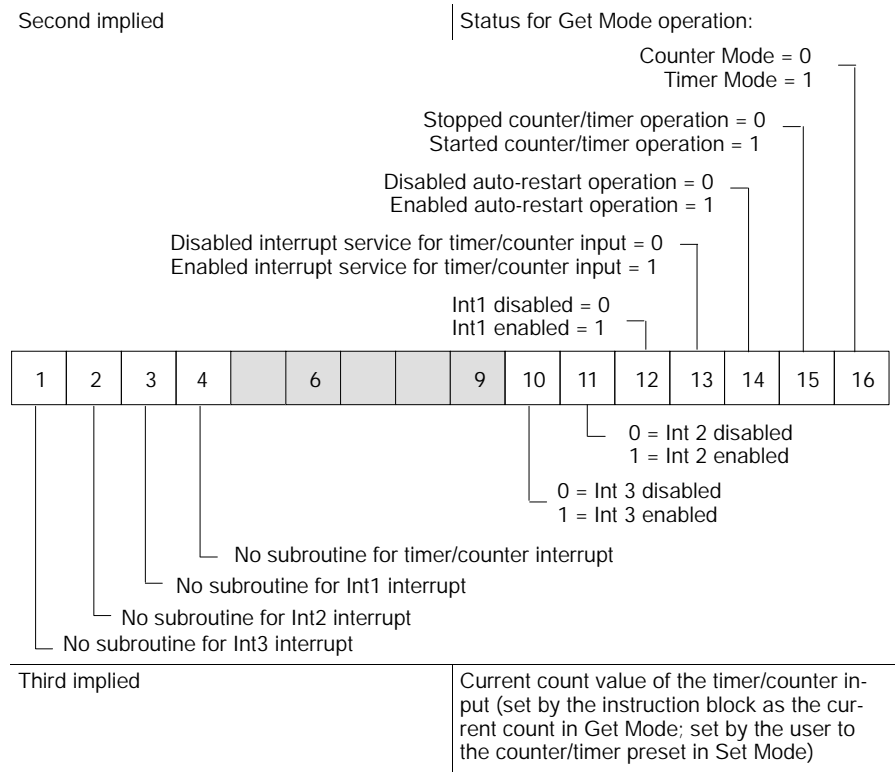 Second implied
Status for Get Mode operation:
Counter Mode = 0
Timer Mode = 1
Stopped counter/timer operation = 0
Started counter/timer operation = 1
Disabled auto-restart operation = 0
Enabled auto-restart operation = 1
Disabled interrupt service for timer/counter input = 0
Enabled interrupt service for timer/counter input = 1
Int1 disabled = 0
Int1 enabled = 1
1 2 3 4 6 9 10 11 12 13 14 15 16
0 = Int 2 disabled
1 = Int 2 enabled
0 = Int 3 disabled
1 = Int 3 enabled
No subroutine for timer/counter interrupt
No subroutine for Int1 interrupt
No subroutine for Int2 interrupt
No subroutine for Int3 interrupt
Third implied
Current count value of the timer/counter in-
put (set by the instruction block as the cur-
rent count in Get Mode; set by the user to
the counter/timer preset in Set Mode)